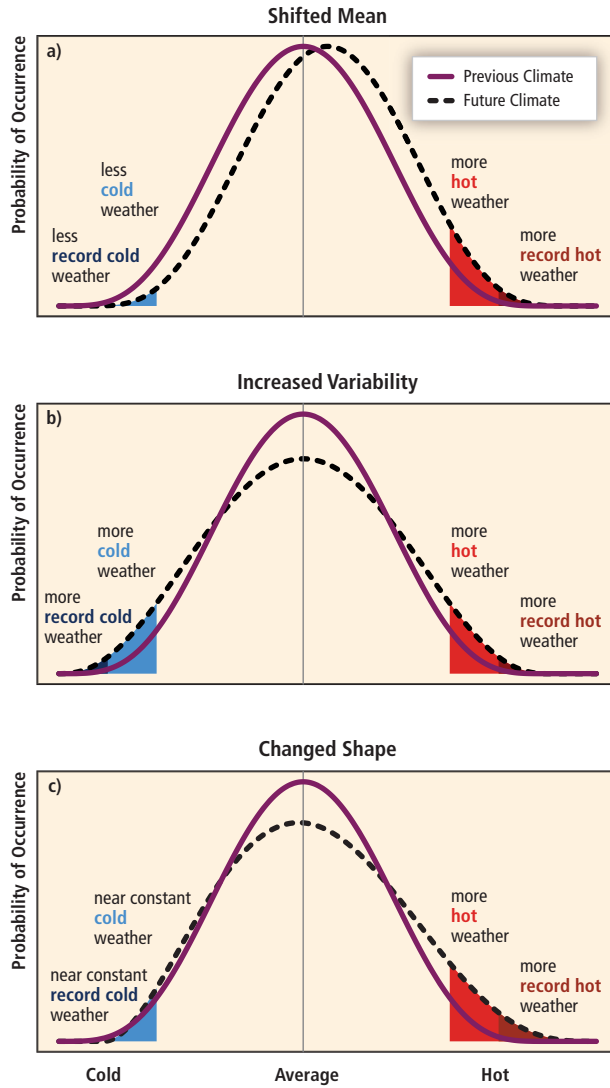 Shifted Mean
Probability of Occurrence
a)
Previous Climate
Future Climate
less
cold
weather
less
record cold
weather
more
hot
weather
more
record hot
weather
Increased Variability
Probability of Occurrence
b)
more
cold
weather
more
record cold
weather
more
hot
weather
more
record hot
weather
Changed Shape
Probability of Occurrence
c)
near constant
cold
weather
near constant
record cold
weather
more
hot
weather
more
record hot
weather
Cold
Average
Hot